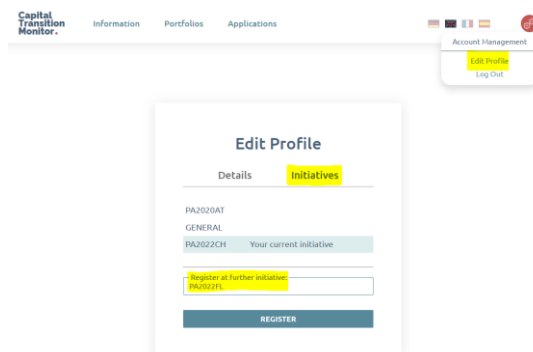 Capital
Transition
Monitor.
Information Portfolios Applications
Account Management
Edit Profile
Log Out
Edit Profile
Details Initiatives
PA2020AT
GENERAL
PA2022CH Your current initiative
Register at further initiative:
PA2022FL
REGISTER